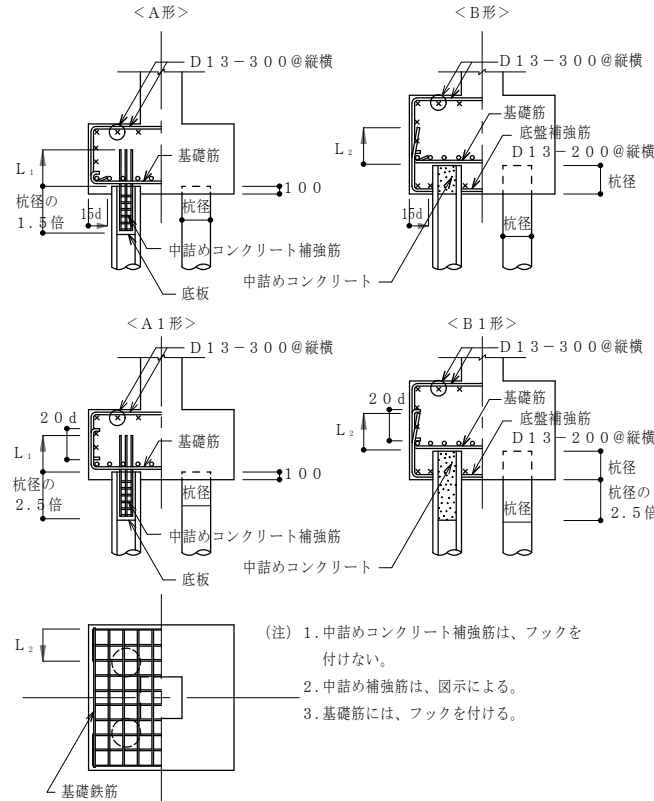 <A形>
<B形>
D13－300@縦横
D13－300@縦横
基礎筋
底盤補強筋
L₁
基礎筋
L₂
D13－200@縦横
杭径の
1.5倍
15d
杭径
100
15d
杭径
杭径
中詰めコンクリート補強筋
中詰めコンクリート
底板
<A1形>
<B1形>
D13－300@縦横
D13－300@縦横
20d
20d
基礎筋
底盤補強筋
L₁
基礎筋
L₂
D13－200@縦横
杭径の
2.5倍
100
杭径
杭径
杭径
杭径の
2.5倍
中詰めコンクリート補強筋
中詰めコンクリート
底板
L₂
(注) 1.中詰めコンクリート補強筋は、フックを
付けない。
2.中詰め補強筋は、図示による。
3.基礎筋には、フックを付ける。
基礎鉄筋